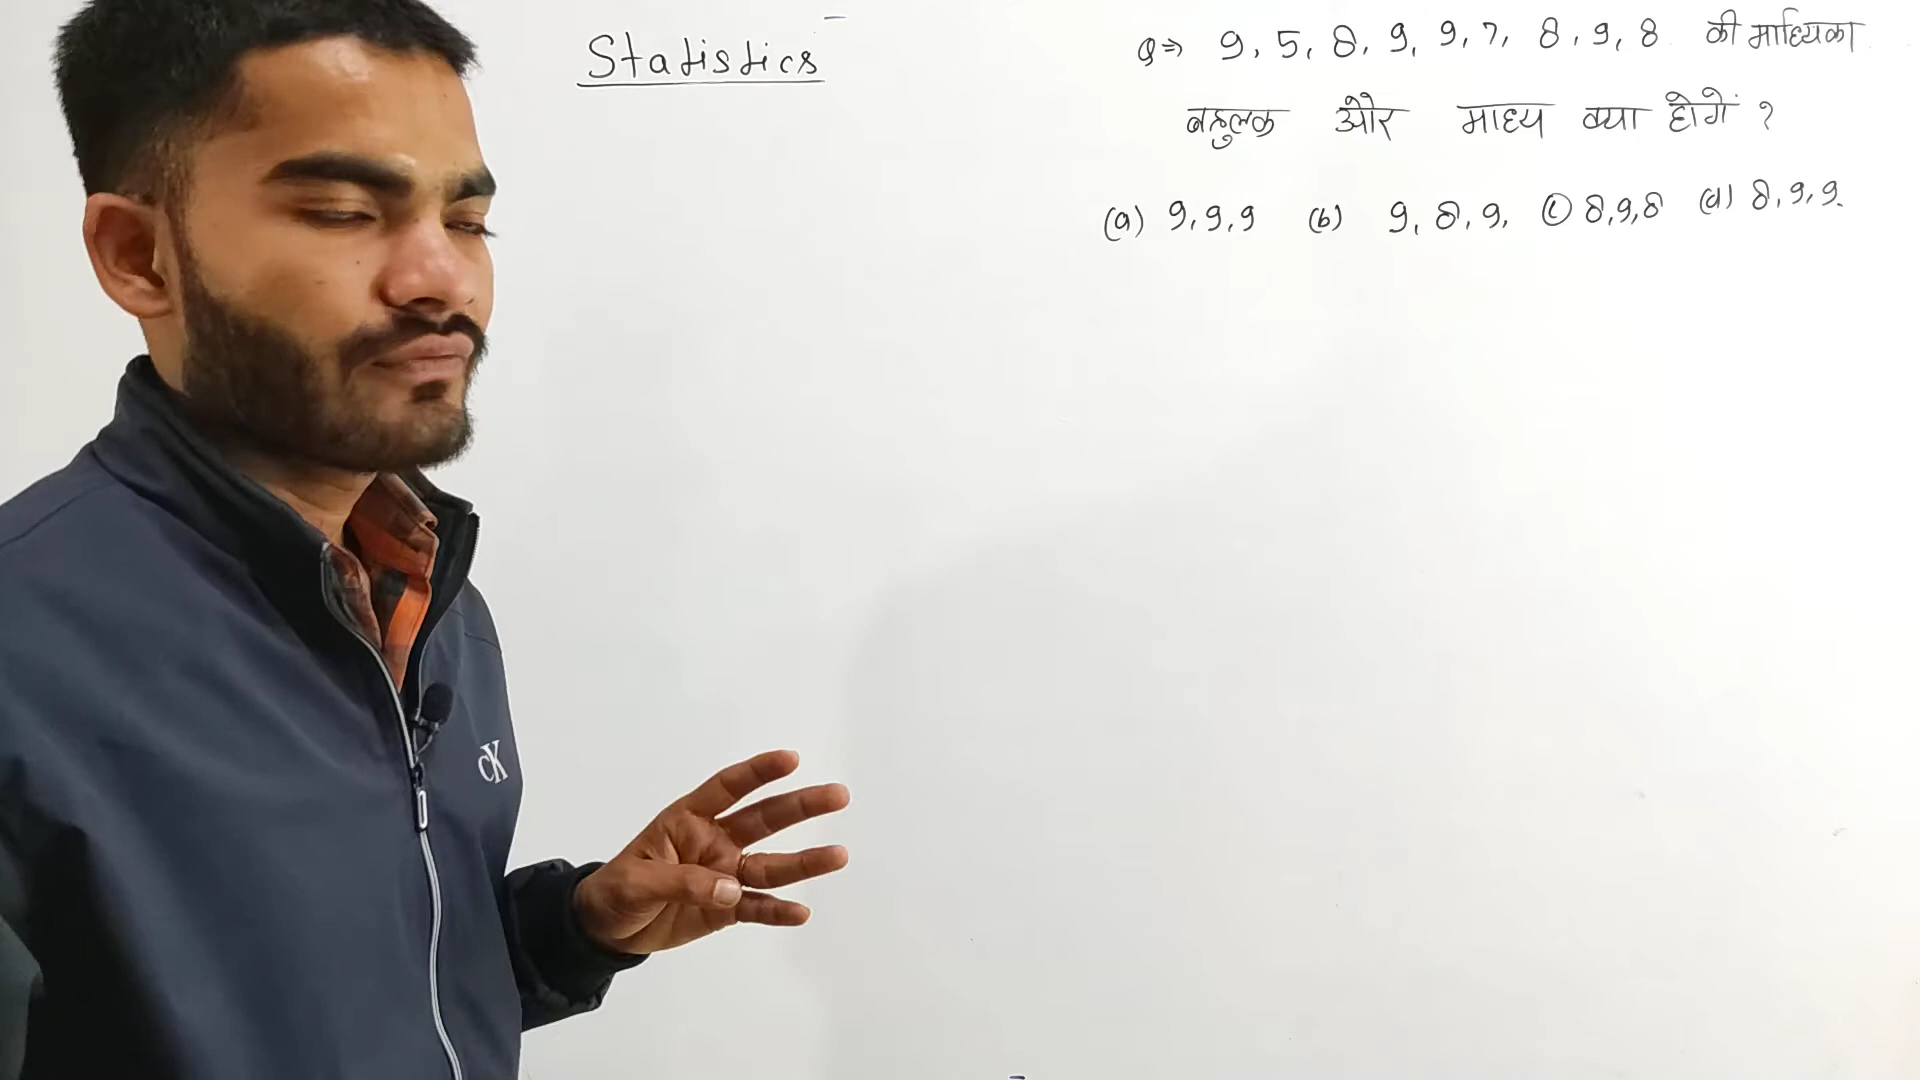 Statistics
Q⇒ 9, 5, 8, 9, 9, 7, 8, 9, 8 की माध्यिका
बहुलक और माध्य क्या होगें ?
(a) 9, 9, 9 (b) 9, 8, 9, (c) 8, 9, 8 (d) 8, 9, 9.
CK